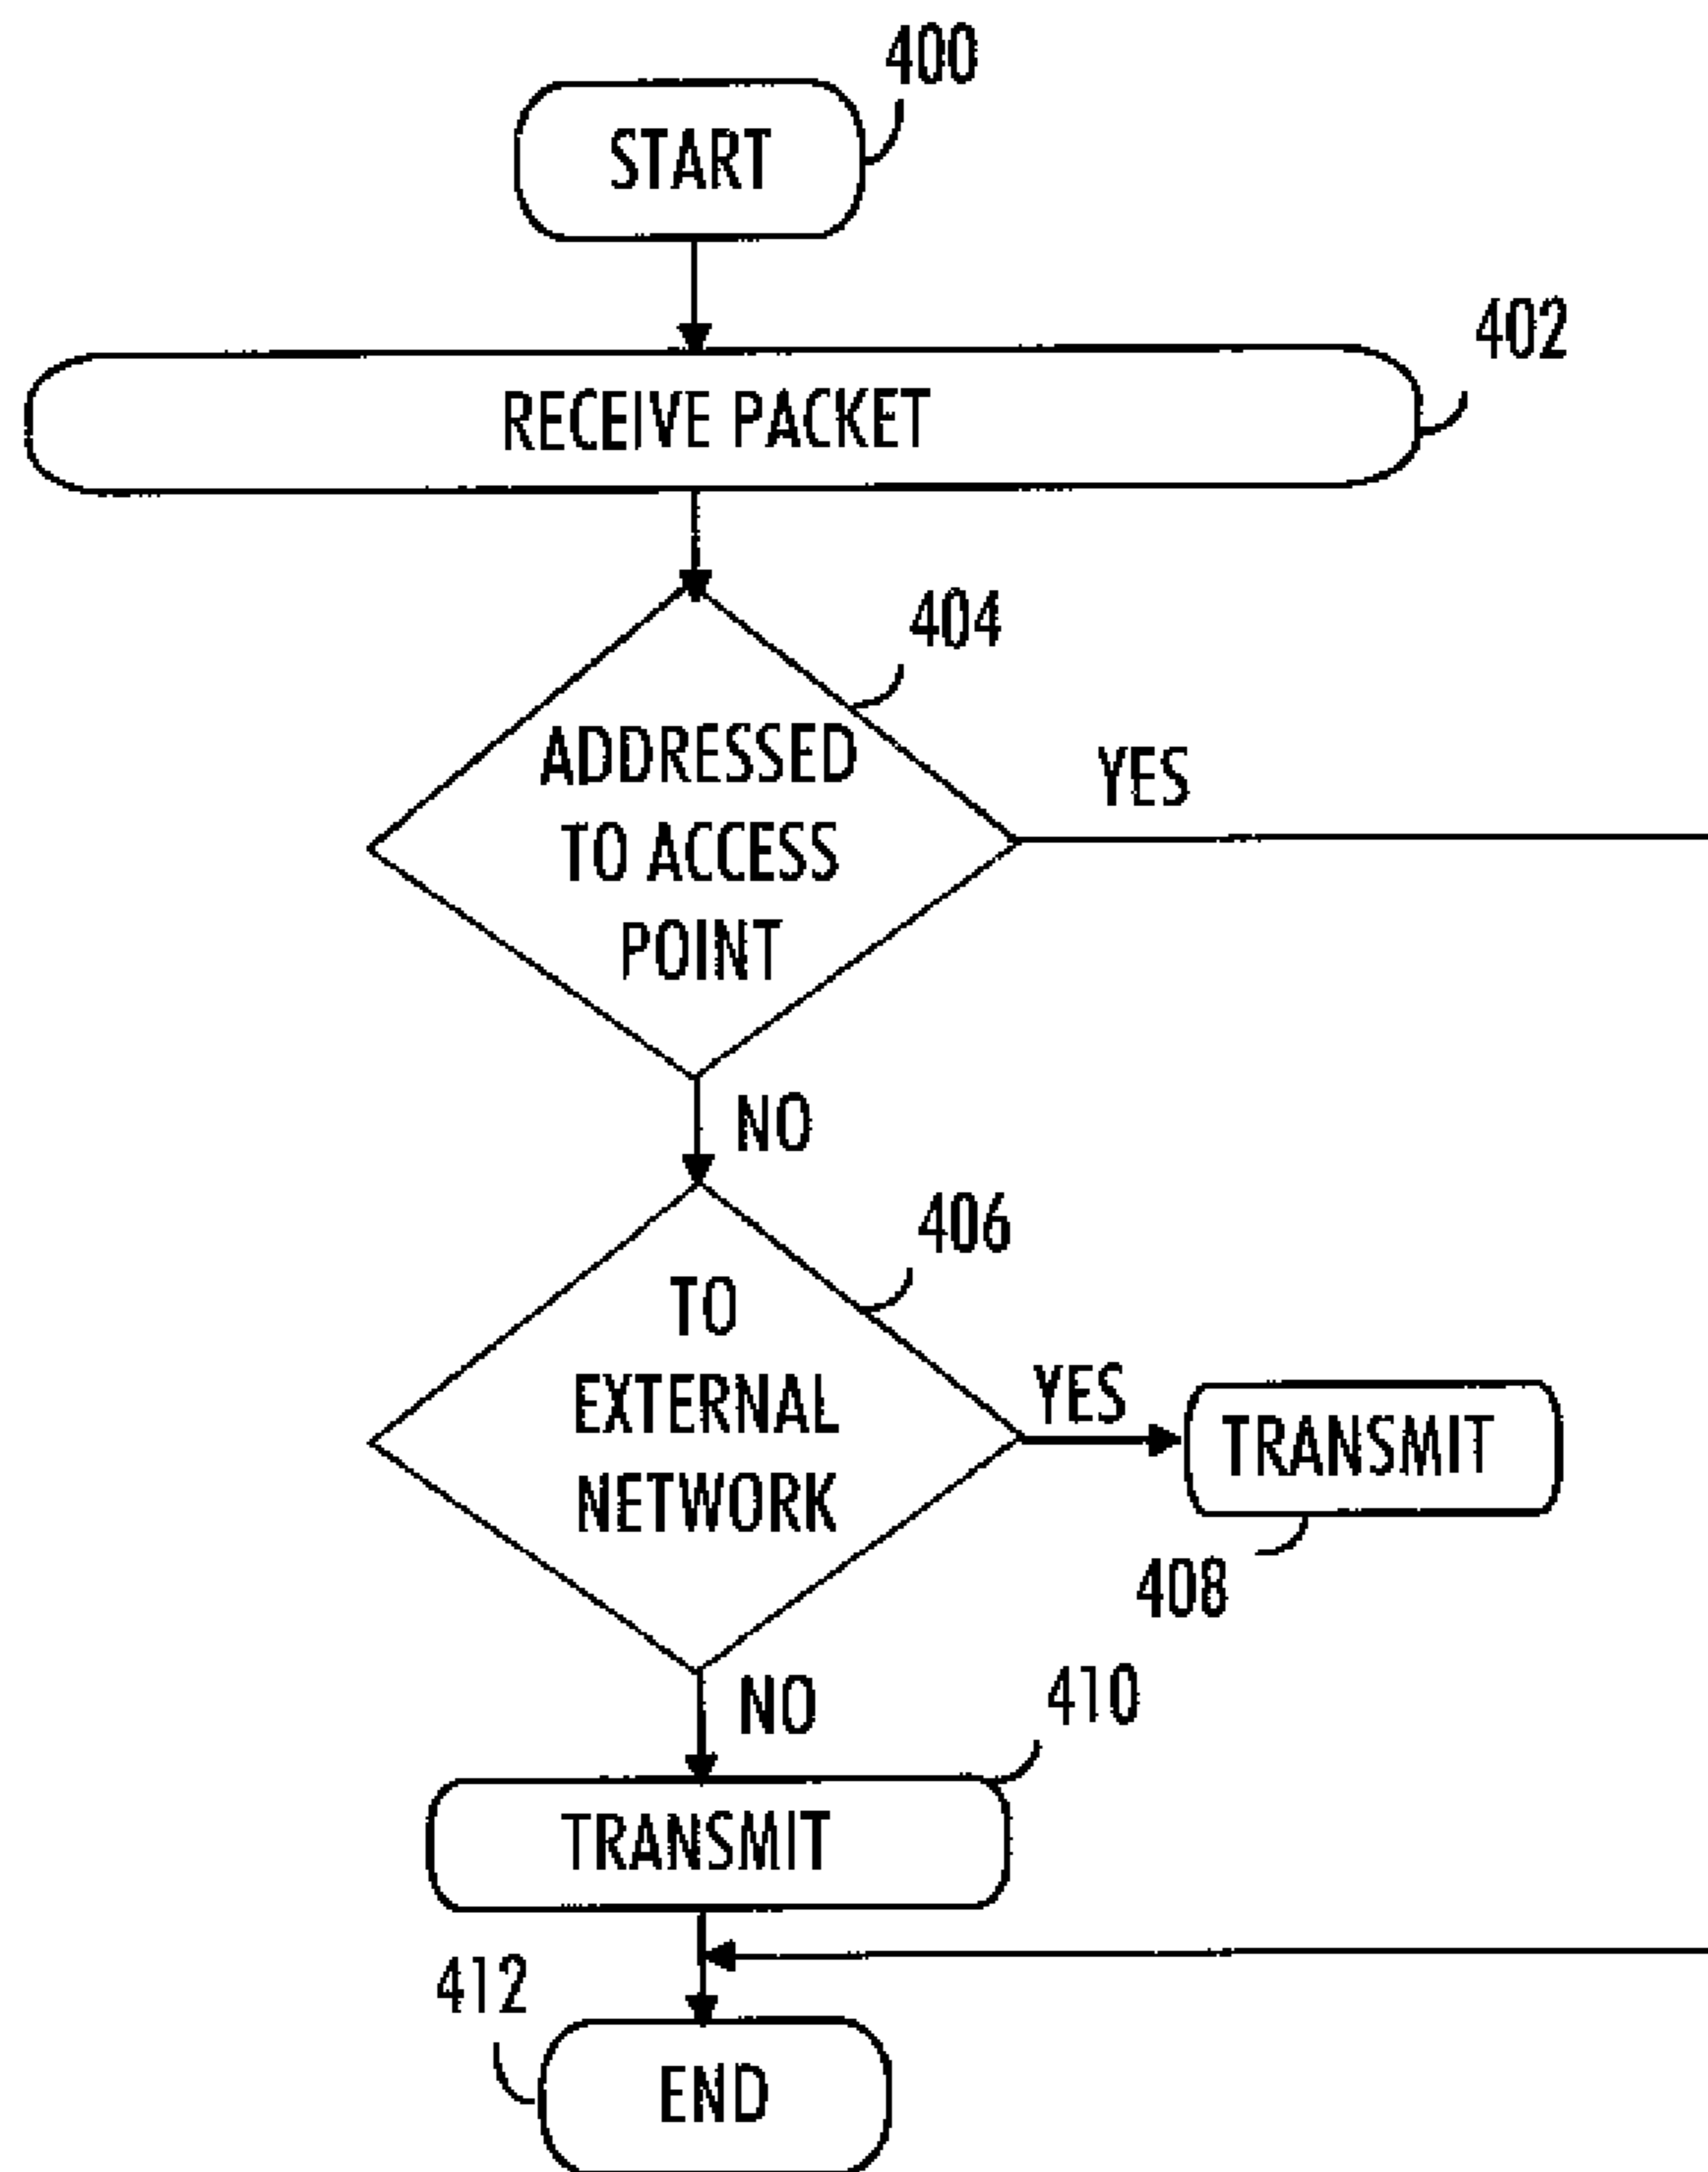 400
START
402
RECEIVE PACKET
404
ADDRESSED
TO ACCESS
POINT
YES
NO
406
TO
EXTERNAL
NETWORK
YES
TRANSMIT
408
NO
410
TRANSMIT
412
END